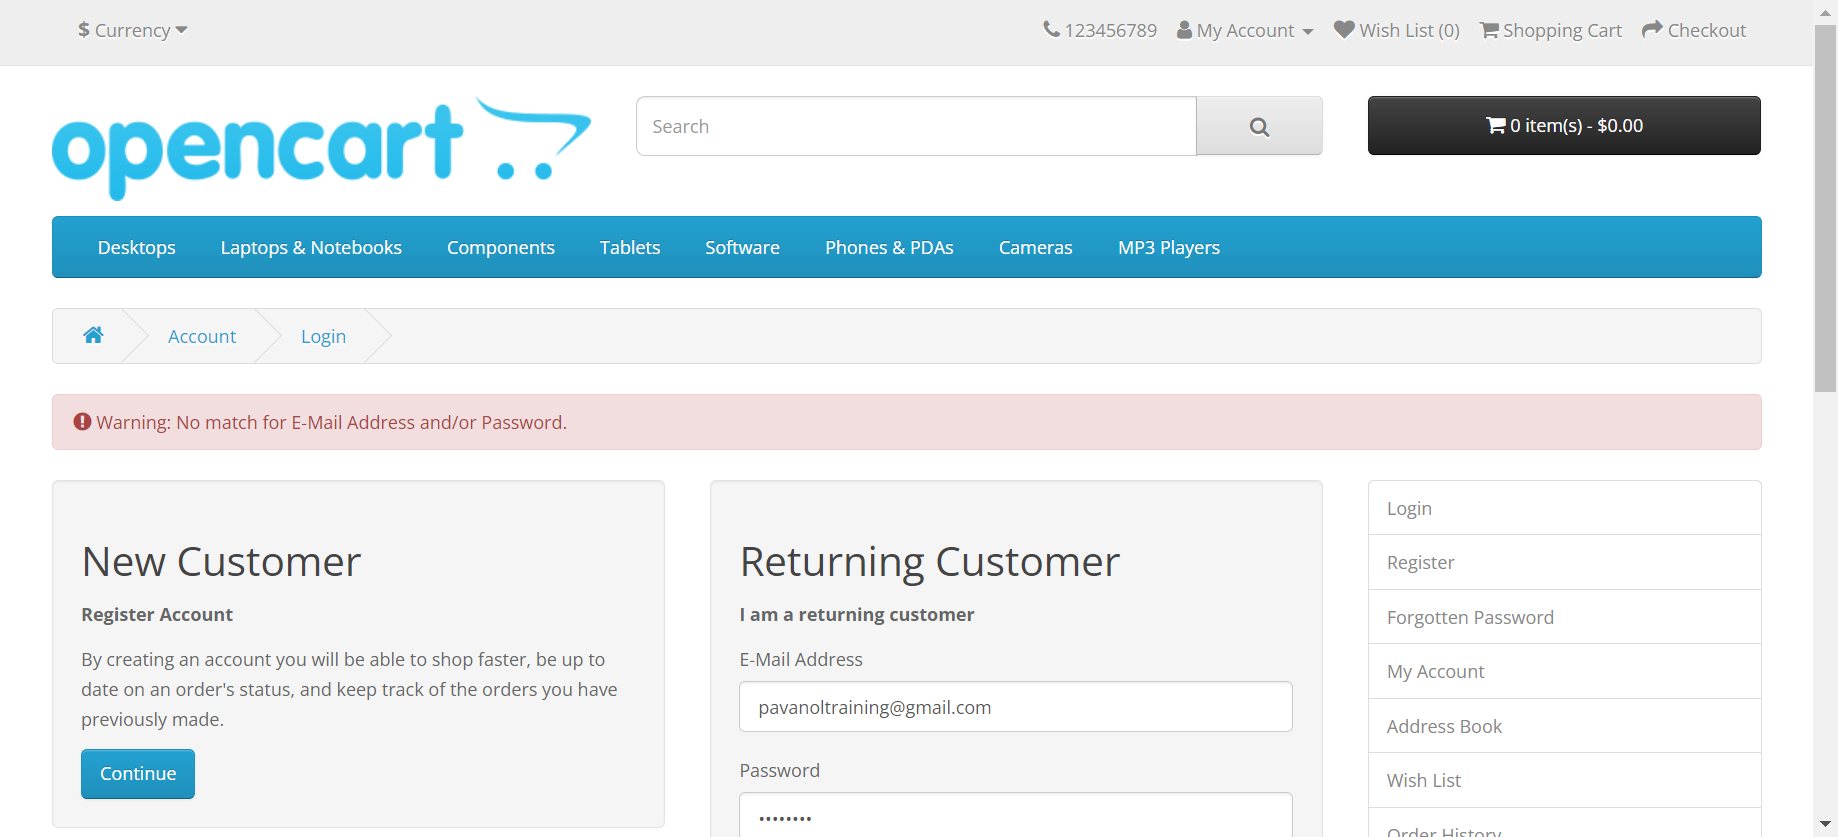 $ Currency
123456789 My Account Wish List (0) Shopping Cart Checkout
opencart
Search
0 item(s) - $0.00
Desktops Laptops & Notebooks Components Tablets Software Phones & PDAs Cameras MP3 Players
Account Login
Warning: No match for E-Mail Address and/or Password.
New Customer
Register Account
By creating an account you will be able to shop faster, be up to
date on an order's status, and keep track of the orders you have
previously made.
Continue
Returning Customer
I am a returning customer
E-Mail Address
pavanoltraining@gmail.com
Password
••••••••
Login
Register
Forgotten Password
My Account
Address Book
Wish List
Order History